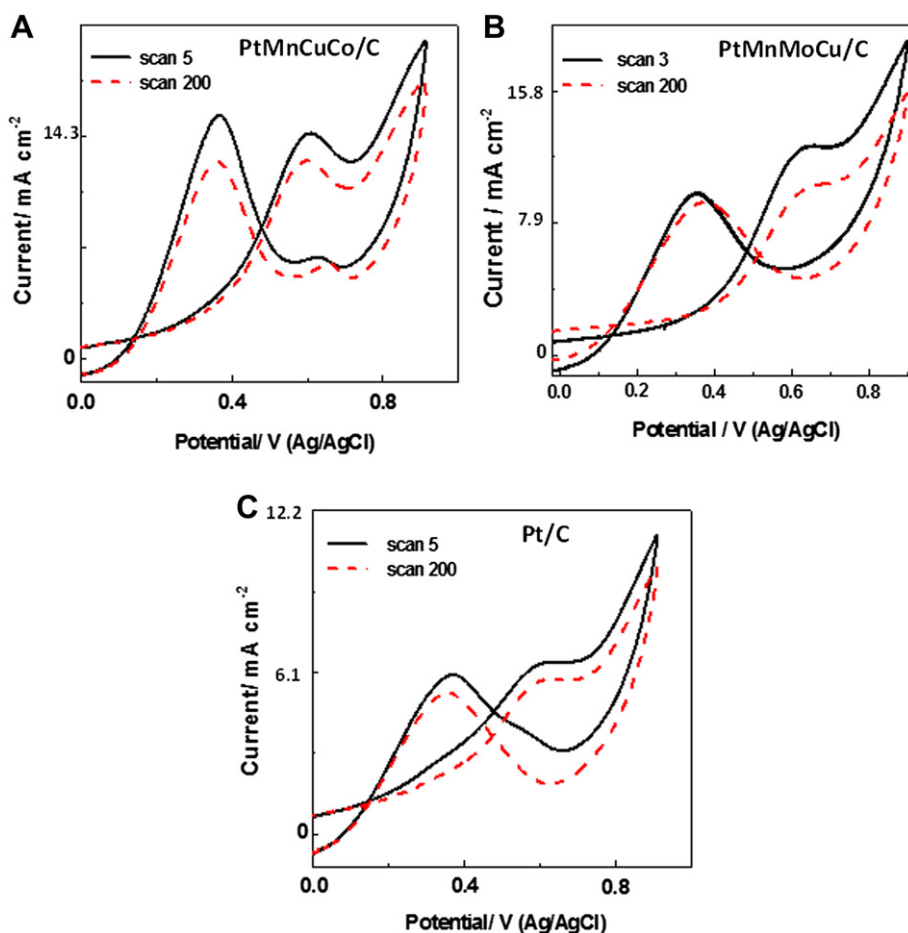 A
PtMnCuCo/C
scan 5
scan 200
14.3
0
Current/ mA cm-2
0.0 0.4 0.8
Potential/ V (Ag/AgCl)
B
PtMnMoCu/C
scan 3
scan 200
15.8
7.9
0
Current / mA cm-2
0.0 0.2 0.4 0.6 0.8
Potential / V (Ag/AgCl)
C
Pt/C
scan 5
scan 200
12.2
6.1
0
Current/ mA cm-2
0.0 0.4 0.8
Potential/ V (Ag/AgCl)